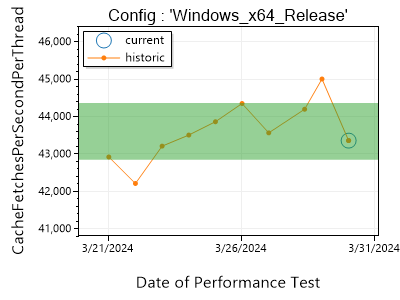 Config : 'Windows_x64_Release'
CacheFetchesPerSecondPerThread
46,000
45,000
44,000
43,000
42,000
41,000
current
historic
3/21/2024
3/26/2024
3/31/2024
Date of Performance Test